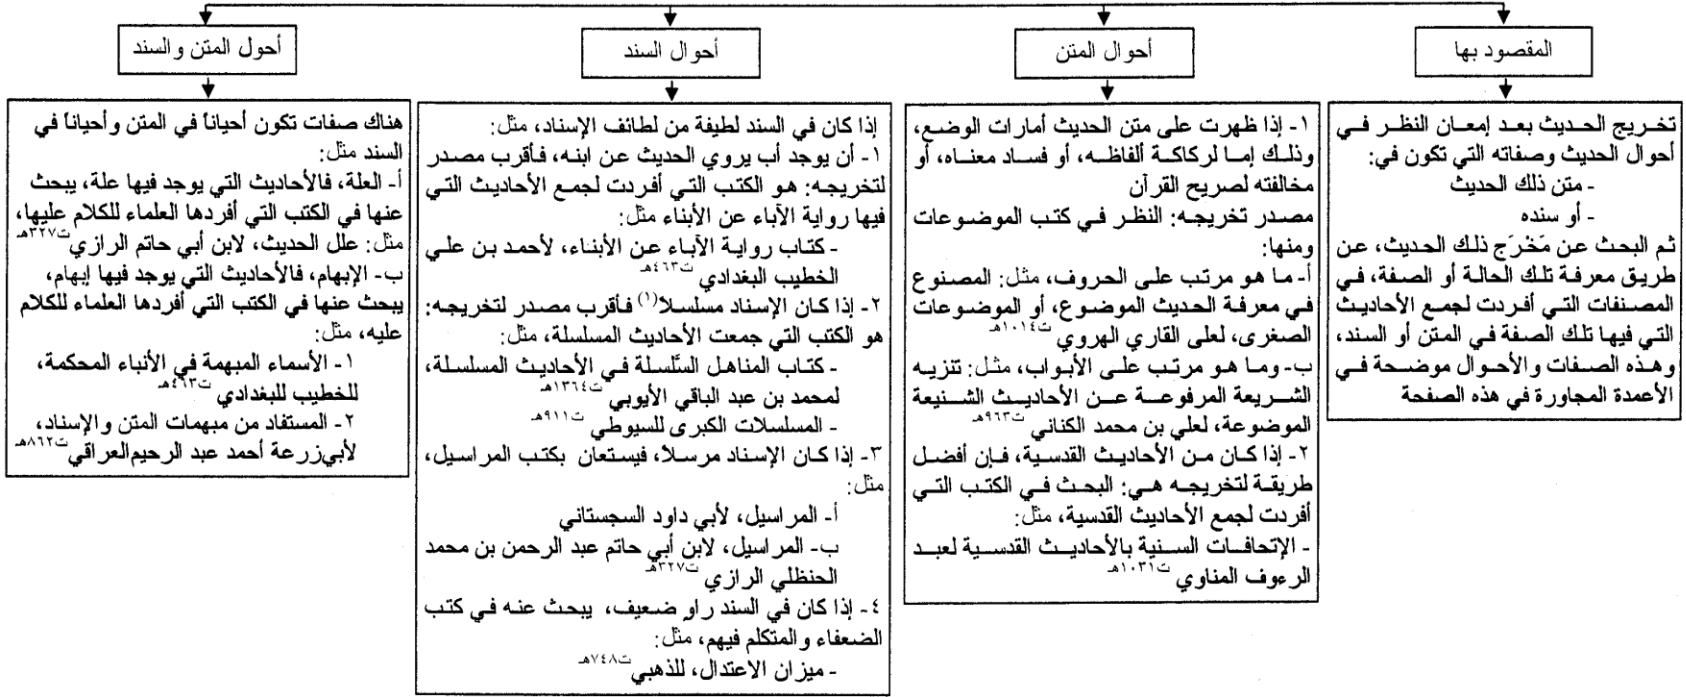 المقصود بها
تخريج الحديث بعد إمعان النظر في
أحوال الحديث وصفاته التي تكون في:
- متن ذلك الحديث
- أو سنده
ثم البحث عن مَخْرَج ذلك الحديث، عن
طريق معرفة تلك الحالة أو الصفة، في
المصنفات التي أفردت لجمع الأحاديث
التي فيها تلك الصفة في المتن أو السند،
وهذه الصفات والأحوال موضحة في
الأعمدة المجاورة في هذه الصفحة
أحوال المتن
١- إذا ظهرت على متن الحديث أمارات الوضع،
وذلك إما لركاكة ألفاظه، أو فساد معناه، أو
مخالفته لصريح القرآن
مصدر تخريجه: النظر في كتب الموضوعات
ومنها:
أ- ما هو مرتب على الحروف، مثل: المصنوع
في معرفة الحديث الموضوع، أو الموضوعات
الصغرى، لعلى القاري الهروي ت١٠١٤هـ
ب- وما هو مرتب على الأبواب، مثل: تنزيه
الشريعة المرفوعة عن الأحاديث الشنيعة
الموضوعة، لعلي بن محمد الكناني ت٩٦٣هـ
٢- إذا كان من الأحاديث القدسية، فإن أفضل
طريقة لتخريجه هي: البحث في الكتب التي
أفردت لجمع الأحاديث القدسية، مثل:
- الإتحافات السنية بالأحاديث القدسية لعبد
الرءوف المناوي ت١٠٣١هـ
أحوال السند
إذا كان في السند لطيفة من لطائف الإسناد، مثل:
١- أن يوجد أب يروي الحديث عن ابنه، فأقرب مصدر
لتخريجه: هو الكتب التي أفردت لجمع الأحاديث التي
فيها رواية الآباء عن الأبناء مثل:
- كتاب رواية الآباء عن الأبناء، لأحمد بن علي
الخطيب البغدادي ت٤٦٣هـ
٢- إذا كان الإسناد مسلسلا(١) فأقرب مصدر لتخريجه:
هو الكتب التي جمعت الأحاديث المسلسلة، مثل:
- كتاب المناهل السَّلسلة في الأحاديث المسلسلة،
لمحمد بن عبد الباقي الأيوبي ت١٣٦٤هـ
- المسلسلات الكبرى للسيوطي ت٩١١هـ
٣- إذا كان الإسناد مرسلا، فيستعان بكتب المراسيل،
مثل:
أ- المراسيل، لأبي داود السجستاني
ب- المراسيل، لابن أبي حاتم عبد الرحمن بن محمد
الحنظلي الرازي ت٣٢٧هـ
٤- إذا كان في السند راوٍ ضعيف، يبحث عنه في كتب
الضعفاء والمتكلم فيهم، مثل:
- ميزان الاعتدال، للذهبي ت٧٤٨هـ
أحول المتن والسند
هناك صفات تكون أحياناً في المتن وأحياناً في
السند مثل:
أ- العلة، فالأحاديث التي يوجد فيها علة، يبحث
عنها في الكتب التي أفردها العلماء للكلام عليها،
مثل: علل الحديث، لابن أبي حاتم الرازي ت٣٢٧هـ
ب- الإبهام، فالأحاديث التي يوجد فيها إبهام،
يبحث عنها في الكتب التي أفردها العلماء للكلام
عليه، مثل:
١- الأسماء المبهمة في الأنباء المحكمة،
للخطيب للبغدادي ت٤٦٣هـ
٢- المستفاد من مبهمات المتن والإسناد،
لأبي زرعة أحمد عبد الرحيم العراقي ت٨٦٢هـ